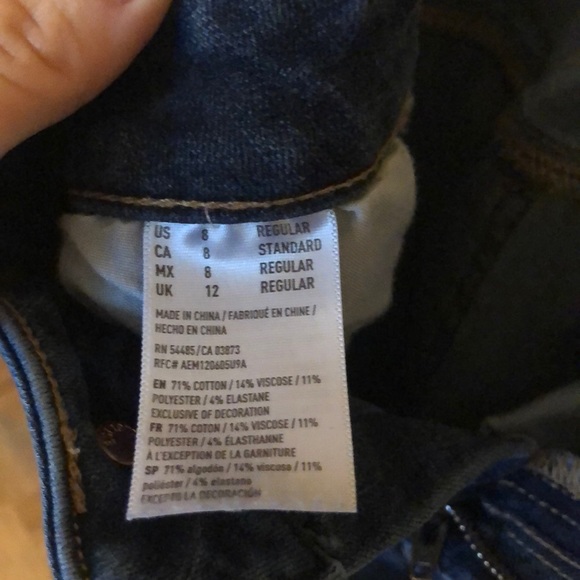 US 8 REGULAR
CA 8 STANDARD
MX 8 REGULAR
UK 12 REGULAR
MADE IN CHINA / FABRIQUÉ EN CHINE /
HECHO EN CHINA
RN 54485/CA 03873
RFC# AEM120605U9A
EN 71% COTTON / 14% VISCOSE / 11%
POLYESTER / 4% ELASTANE
EXCLUSIVE OF DECORATION
FR 71% COTON / 14% VISCOSE / 11%
POLYESTER / 4% ÉLASTHANNE
À L'EXCEPTION DE LA GARNITURE
SP 71% algodón / 14% viscosa / 11%
poliéster / 4% elastane
EXCEPTO LA DECORACIÓN